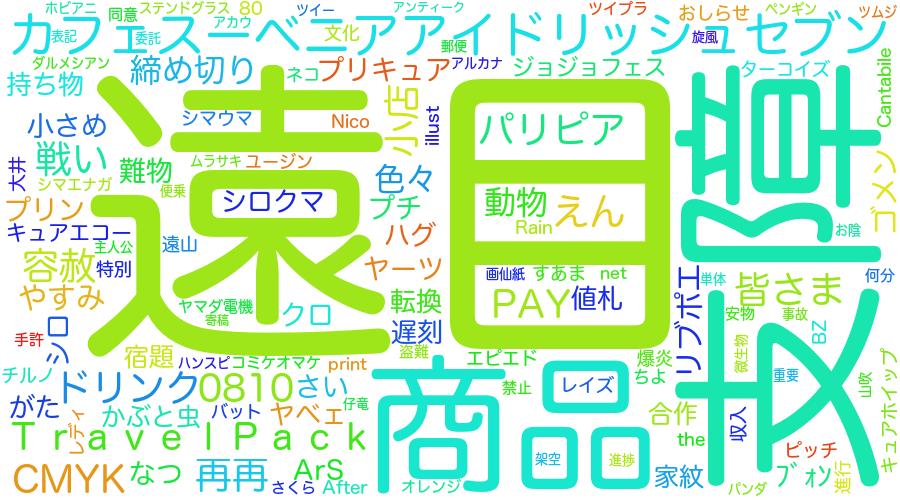 ホビアニ
同意
ステンドグラス
アカウ
80
ツイー
アンティーク
ツイプラ
おしらせ
ペンギン
ツムジ
カフェスーベニアアイドリッシュセブン
表記
委託
文化
郵便
旋風
ダルメシアン
締め切り
ネコ
プリキュア
アルカナ
ジョジョフェス
ターコイズ
持ち物
遠目
障
支
Cantabile
小店
illust
シマウマ
Nico
パリピア
小さめ
戦い
難物
ムラサキ
ユージン
大井
シマエナガ
便乗
色々
シロクマ
動物
えん
Rain
ゴメン
プリン
プチ
キュアエコー
主人公
遠山
ハグ
お陰
容赦
特別
ヤーツ
画仙紙
すあま
net
リブポエ
単体
皆さま
何分
やすみ
ヤマダ電機
寄稿
クロ
転換
PAY
値札
安物
事故
手許
シロ
遅刻
BZ
宿題
ハンスピ
コミケオマケ
盗難
エピエド
爆炎
微生物
チルノ
print
商品
ちよ
重要
山吹
キュアホイップ
ドリンク
0810
さい
禁止
レイズ
がた
かぶと虫
バット
ヤベェ
仔竜
合作
収入
TravelPack
レディ
the
ピッチ
ﾌﾞｫﾝ
CMYK
なつ
再再
ArS
さくら
After
オレンジ
架空
進捗
家紋
パンダ
進行